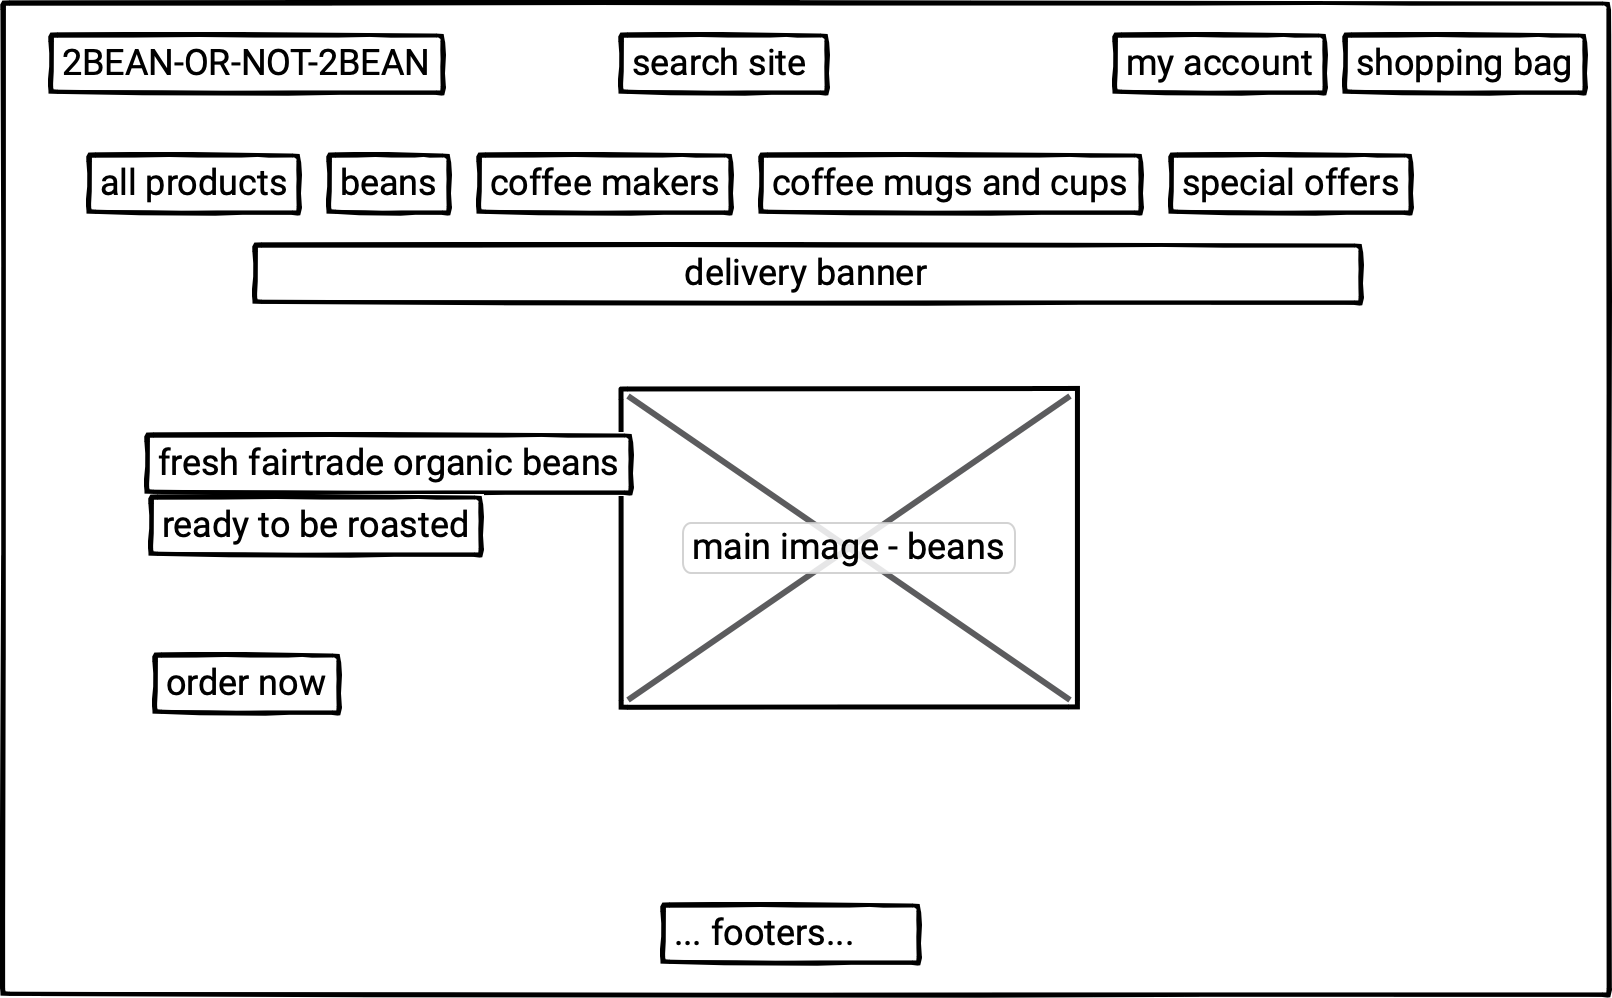 2BEAN-OR-NOT-2BEAN
search site
my account
shopping bag
all products
beans
coffee makers
coffee mugs and cups
special offers
delivery banner
fresh fairtrade organic beans
ready to be roasted
main image - beans
order now
... footers...